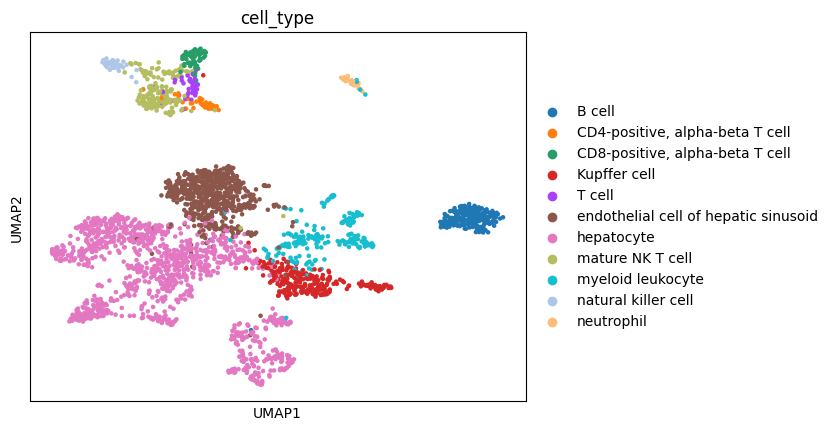 cell_type
UMAP2
UMAP1
B cell
CD4-positive, alpha-beta T cell
CD8-positive, alpha-beta T cell
Kupffer cell
T cell
endothelial cell of hepatic sinusoid
hepatocyte
mature NK T cell
myeloid leukocyte
natural killer cell
neutrophil